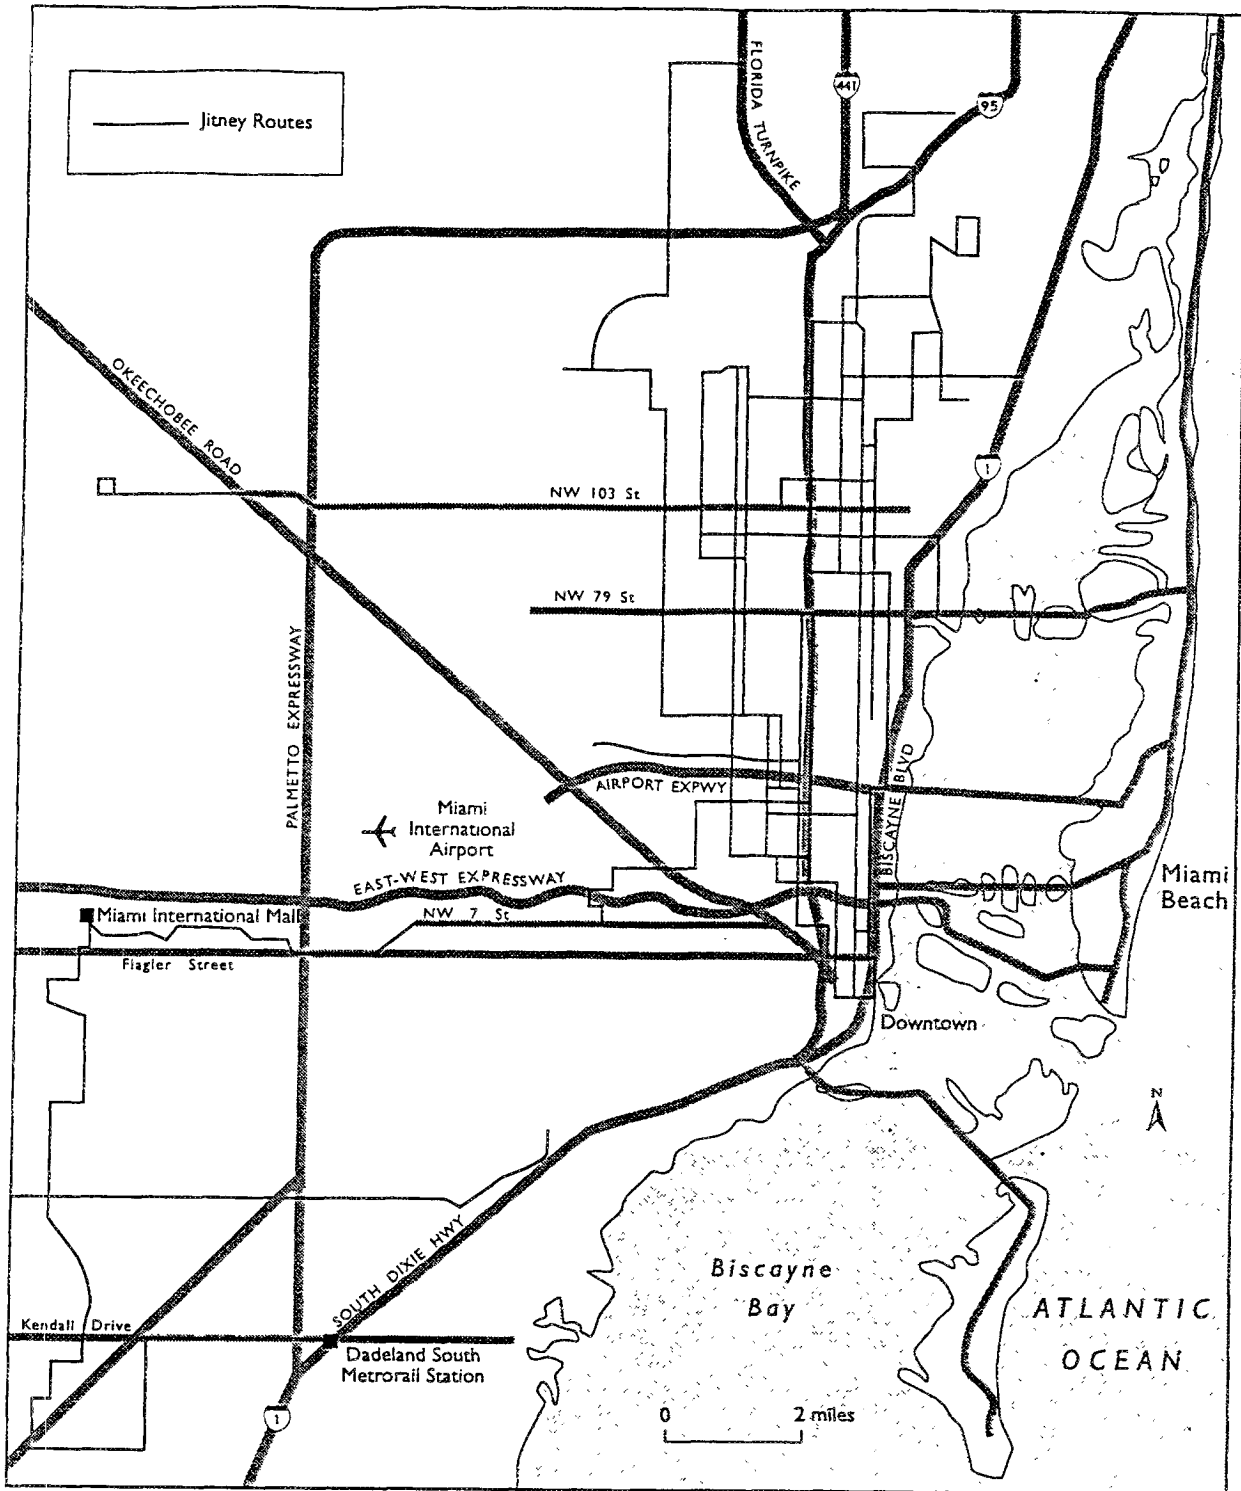 Jitney Routes
FLORIDA TURNPIKE
441
95
OKEECHOBEE ROAD
1
NW 103 St
NW 79 St
PALMETTO EXPRESSWAY
AIRPORT EXPWY
BISCAYNE BLVD
Miami
International
Airport
EAST-WEST EXPRESSWAY
Miami
Beach
Miami International Mall
NW 7 St
Flagler Street
Downtown
N
SOUTH DIXIE HWY
Biscayne
Bay
ATLANTIC
OCEAN
Kendall Drive
Dadeland South
Metrorail Station
1
0 2 miles